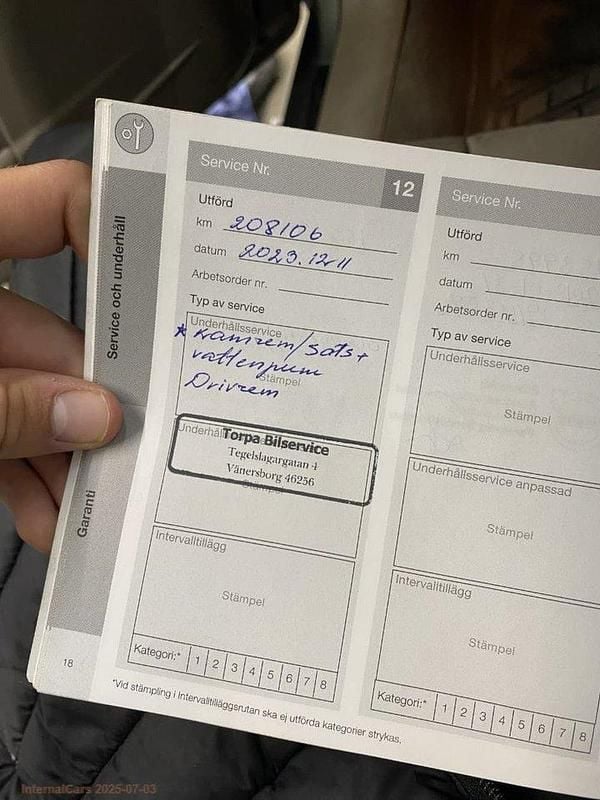 Service Nr.
12
Utförd
km 208106
datum 2023.12.11
Arbetsorder nr.
Typ av service
Underhållsservice
* Kamrem/sats+
vattenpum
Drivrem
Stämpel
Underhåll
Torpa Bilservice
Tegelslagargatan 4
Vänersborg 46256
Stämpel
Intervalltillägg
Stämpel
Kategori:* 1 2 3 4 5 6 7 8
*Vid stämpling i Intervalltilläggsrutan ska ej utförda kategorier strykas.
Service Nr.
Utförd
km
datum
Arbetsorder nr.
Typ av service
Underhållsservice
Stämpel
Underhållsservice anpassad
Stämpel
Intervalltillägg
Stämpel
Kategori:* 1 2 3 4 5 6 7 8
Service och underhåll
Garanti
18
InternalCars 2025-07-03